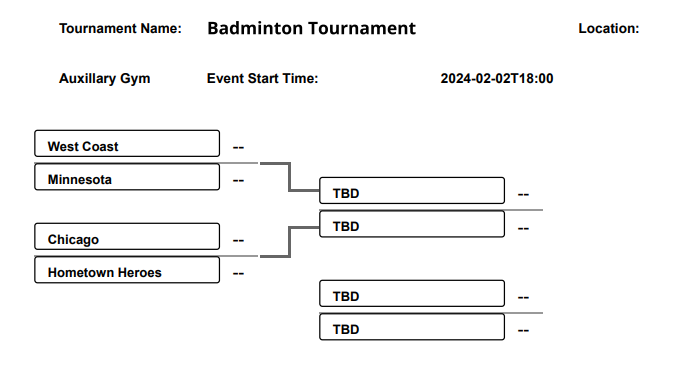 Tournament Name: Badminton Tournament Location:
Auxillary Gym Event Start Time: 2024-02-02T18:00
West Coast --
Minnesota --
TBD --
TBD --
Chicago --
Hometown Heroes --
TBD --
TBD --